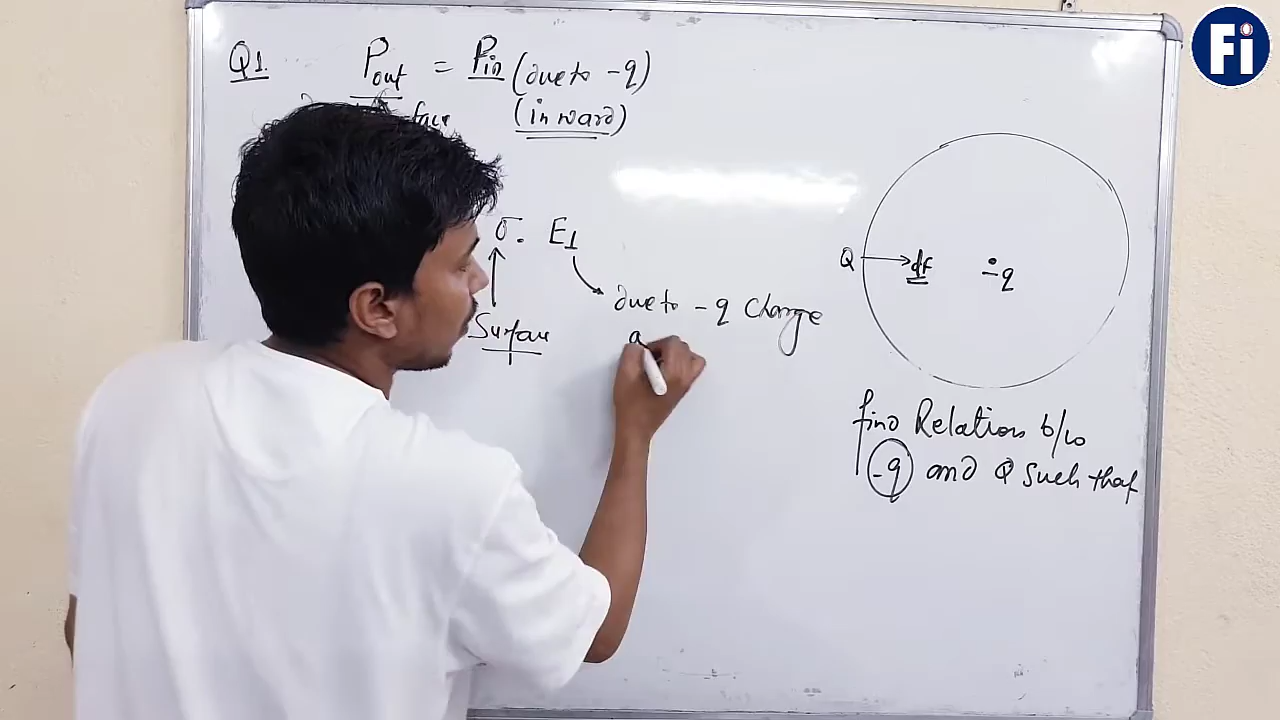 Q1. Pout = Pin (due to -q)
(inward)
σ. E⊥
Surface
due to -q Charge
a
Q → df -q
find Relation b/w
-q and Q such that
Fi